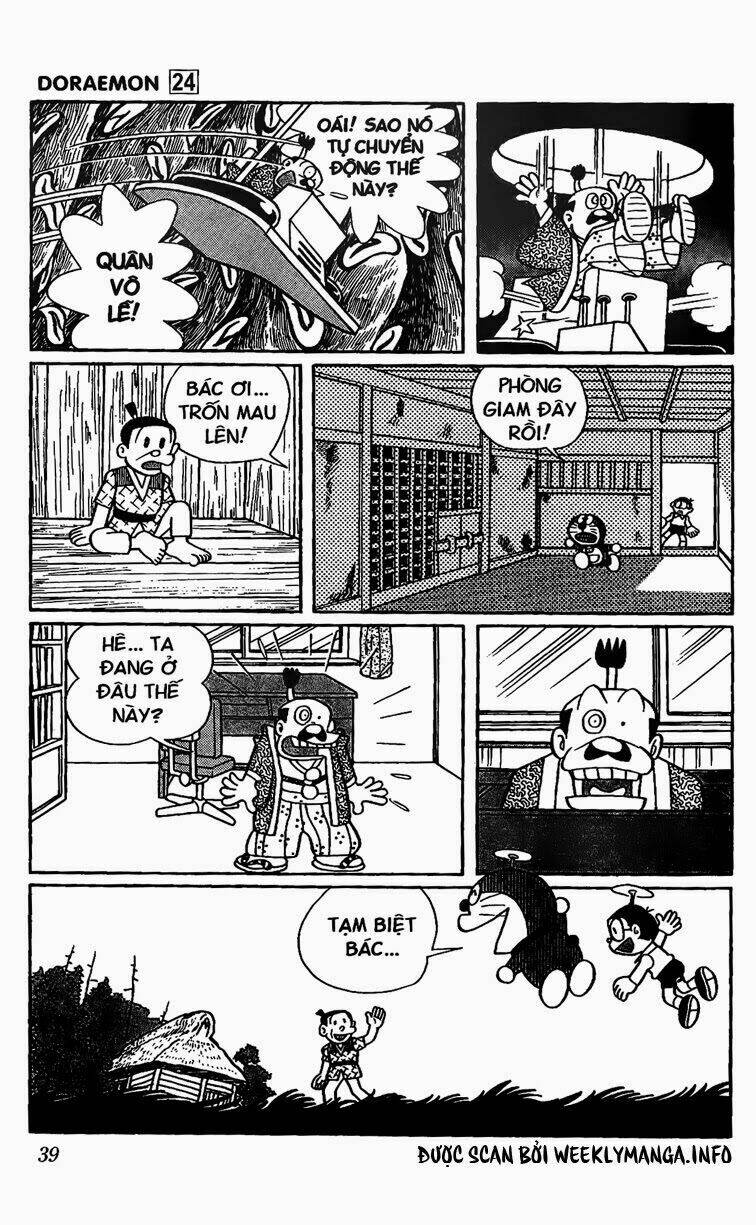 DORAEMON 24
OÁI! SAO NÓ
TỰ CHUYỂN
ĐỘNG THẾ
NÀY?
QUÂN
VÔ
LỄ!
BÁC ƠI...
TRỐN MAU
LÊN!
PHÒNG
GIAM ĐÂY
RỒI!
HÊ... TA
ĐANG Ở
ĐÂU THẾ
NÀY?
TẠM BIỆT
BÁC...
39
ĐƯỢC SCAN BỞI WEEKLYMANGA.INFO